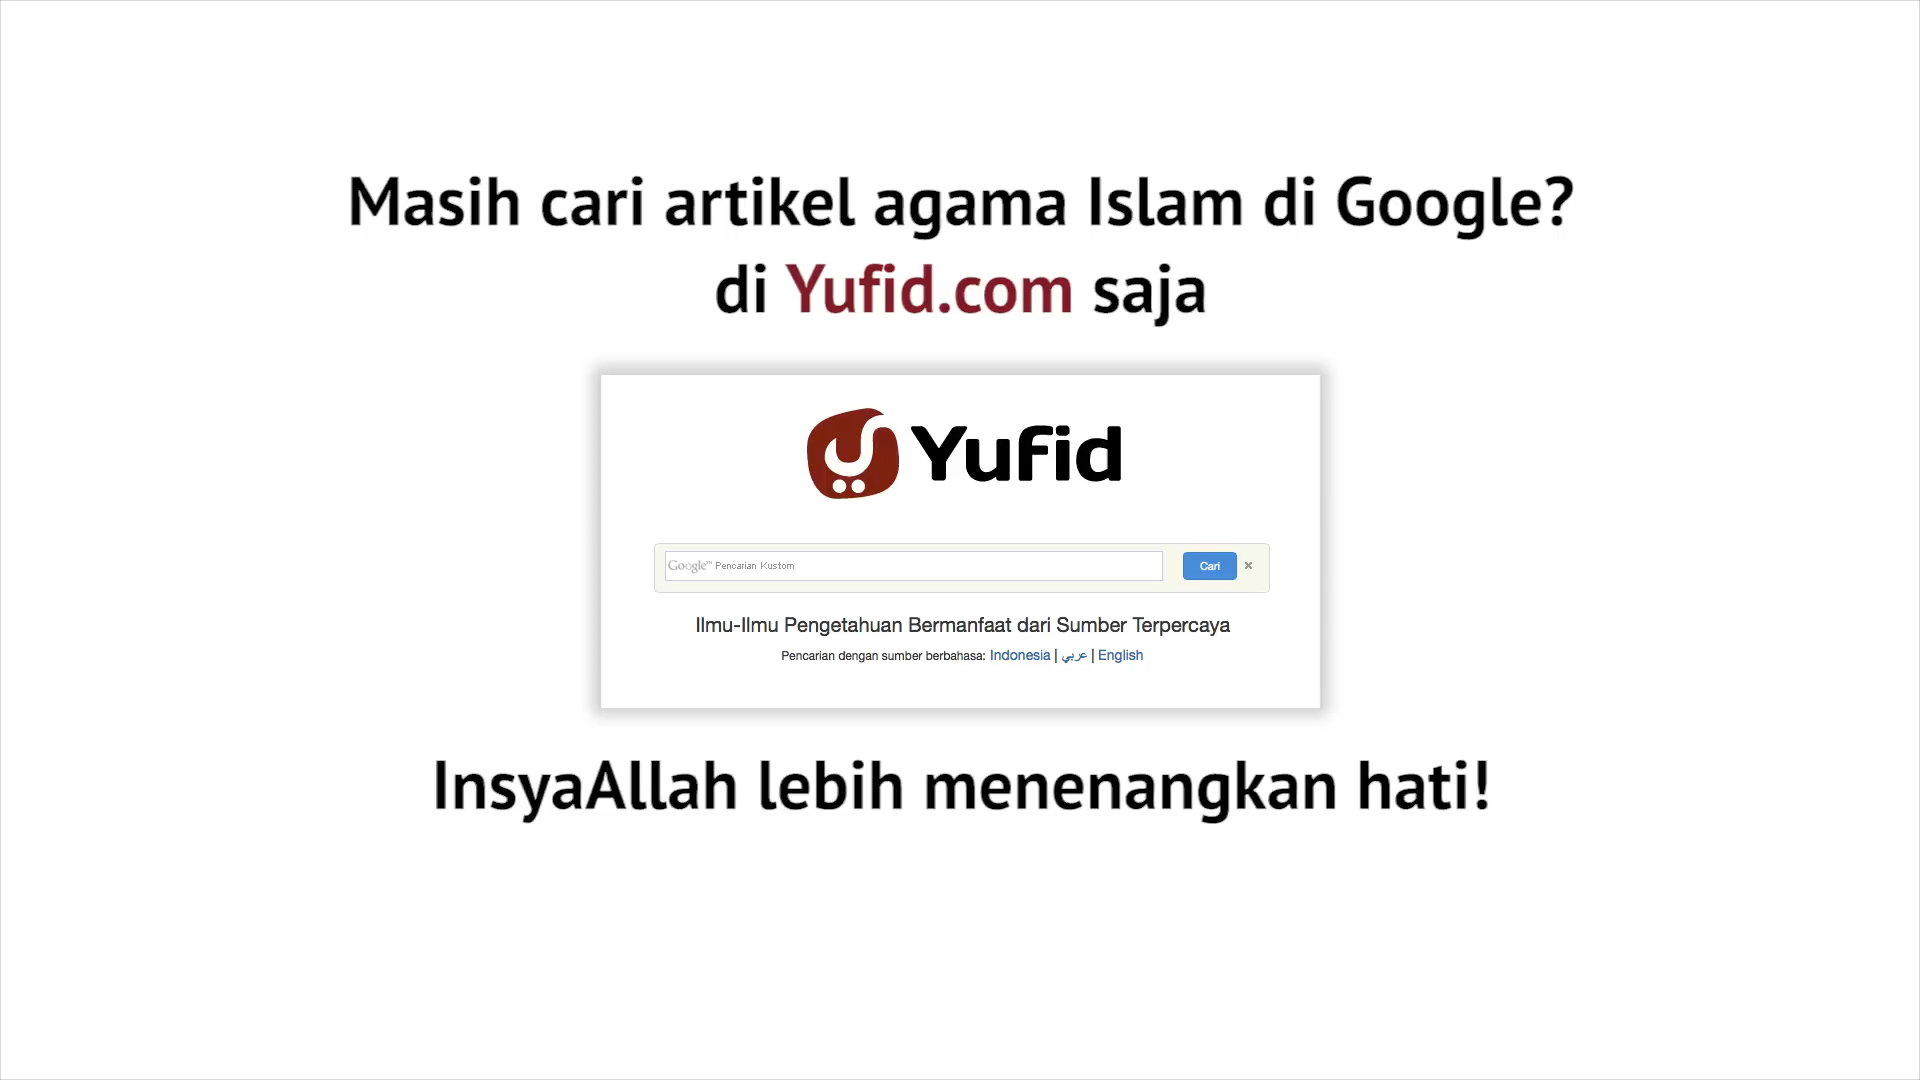 Masih cari artikel agama Islam di Google?
di Yufid.com saja
Yufid
Google™ Pencarian Kustom
Cari ×
Ilmu-Ilmu Pengetahuan Bermanfaat dari Sumber Terpercaya
Pencarian dengan sumber berbahasa: Indonesia | عربي | English
InsyaAllah lebih menenangkan hati!